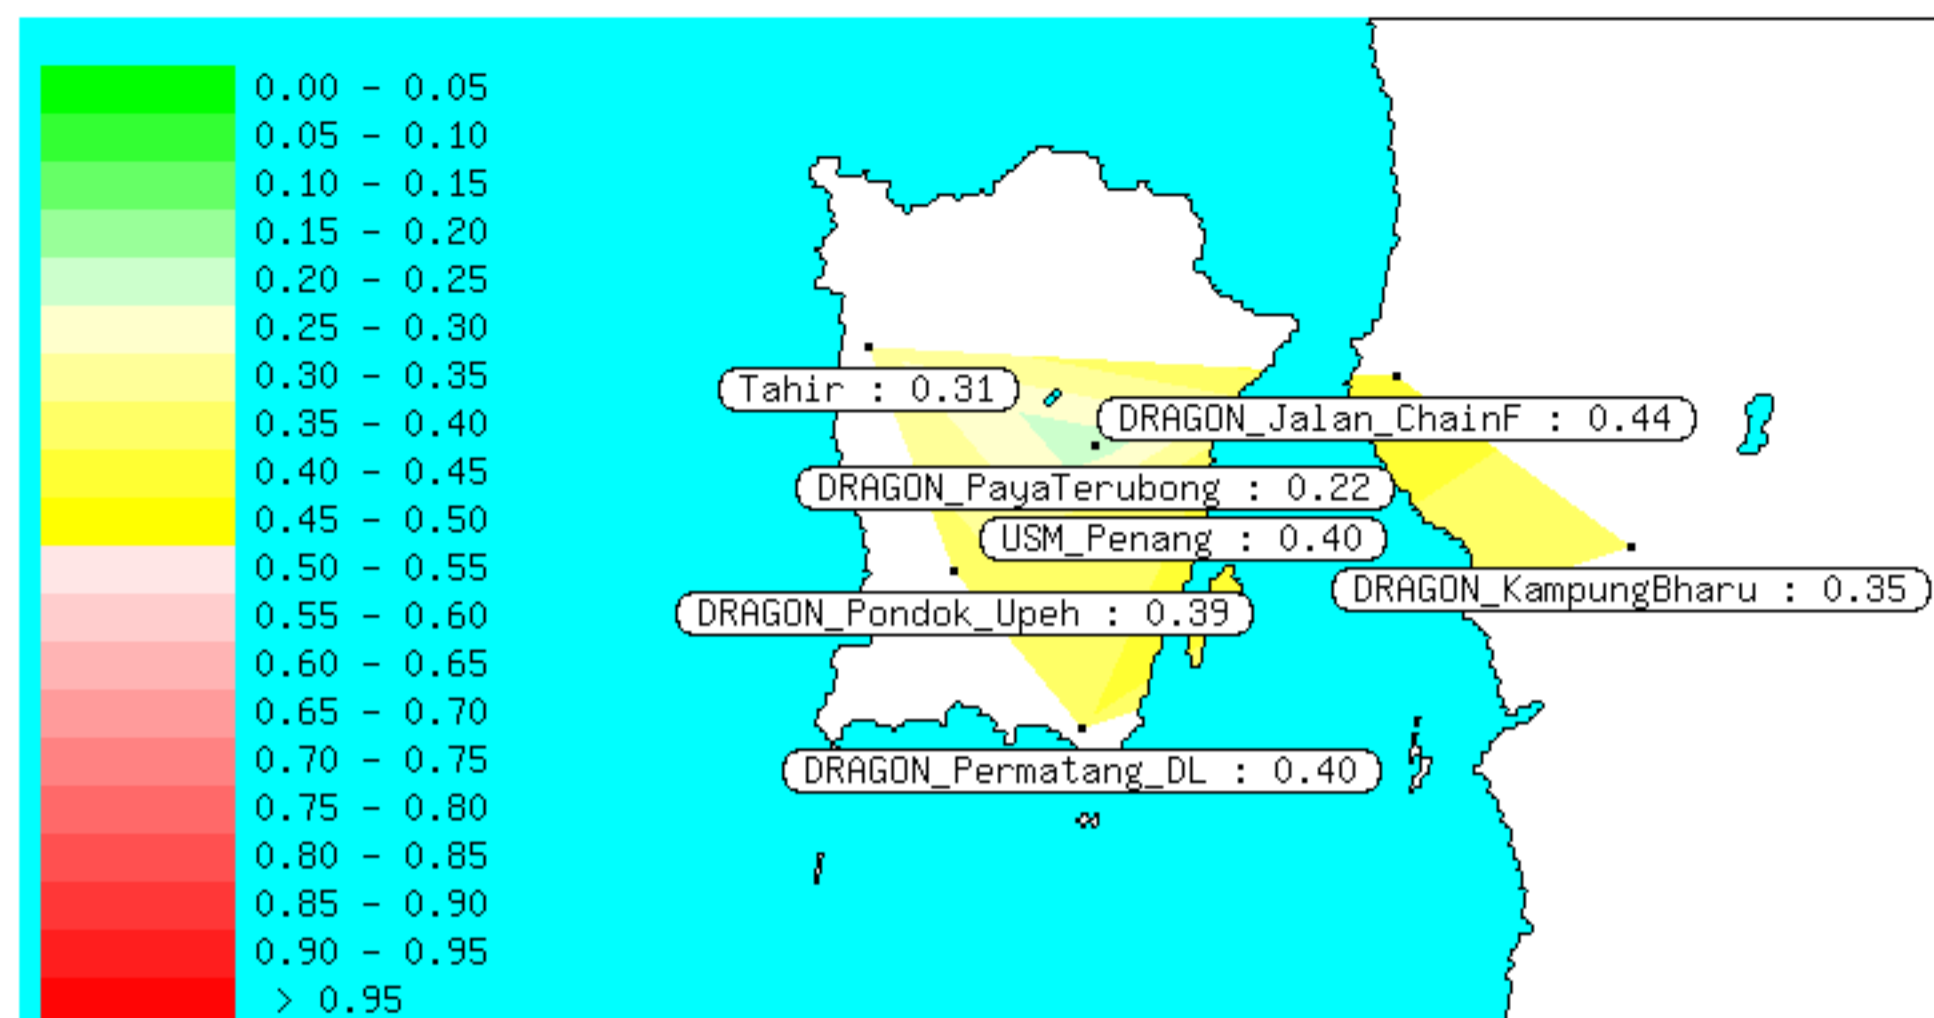 0.00 - 0.05
0.05 - 0.10
0.10 - 0.15
0.15 - 0.20
0.20 - 0.25
0.25 - 0.30
0.30 - 0.35
0.35 - 0.40
0.40 - 0.45
0.45 - 0.50
0.50 - 0.55
0.55 - 0.60
0.60 - 0.65
0.65 - 0.70
0.70 - 0.75
0.75 - 0.80
0.80 - 0.85
0.85 - 0.90
0.90 - 0.95
> 0.95
Tahir : 0.31
DRAGON_Jalan_ChainF : 0.44
DRAGON_PayaTerubong : 0.22
USM_Penang : 0.40
DRAGON_KampungBharu : 0.35
DRAGON_Pondok_Upeh : 0.39
DRAGON_Permatang_DL : 0.40